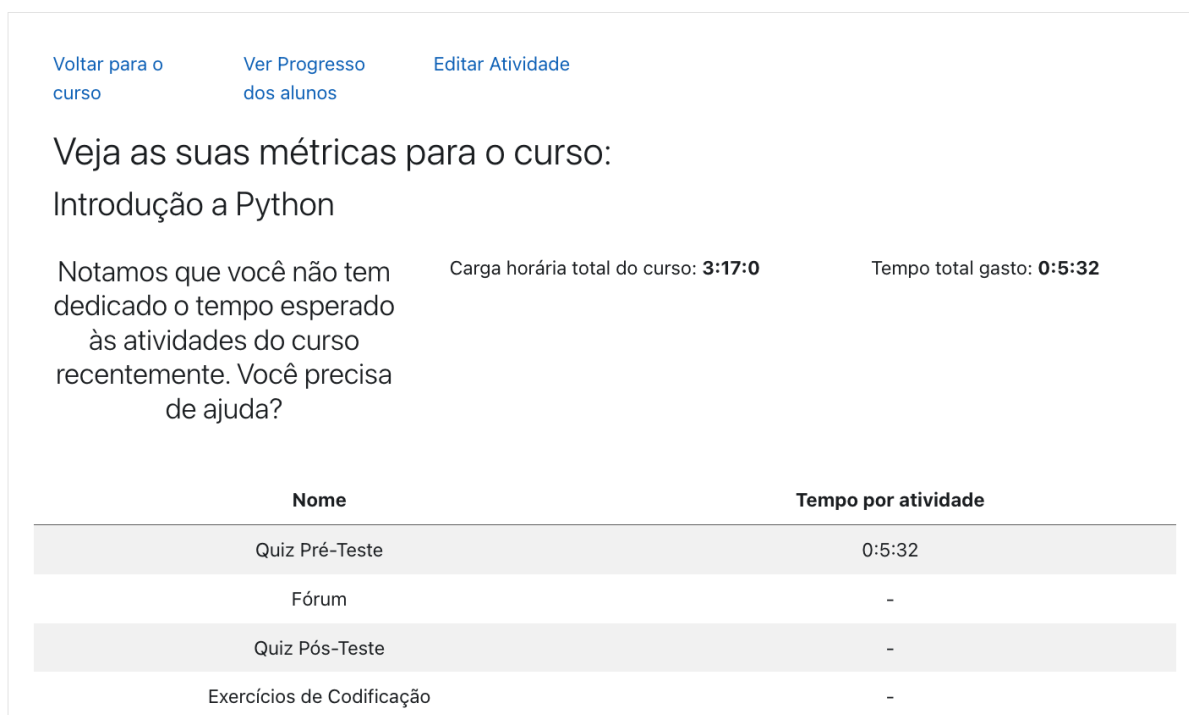 Voltar para o
curso
Ver Progresso
dos alunos
Editar Atividade
Veja as suas métricas para o curso:
Introdução a Python
Notamos que você não tem
dedicado o tempo esperado
às atividades do curso
recentemente. Você precisa
de ajuda?
Carga horária total do curso: 3:17:0
Tempo total gasto: 0:5:32
Nome Tempo por atividade
Quiz Pré-Teste 0:5:32
Fórum -
Quiz Pós-Teste -
Exercícios de Codificação -